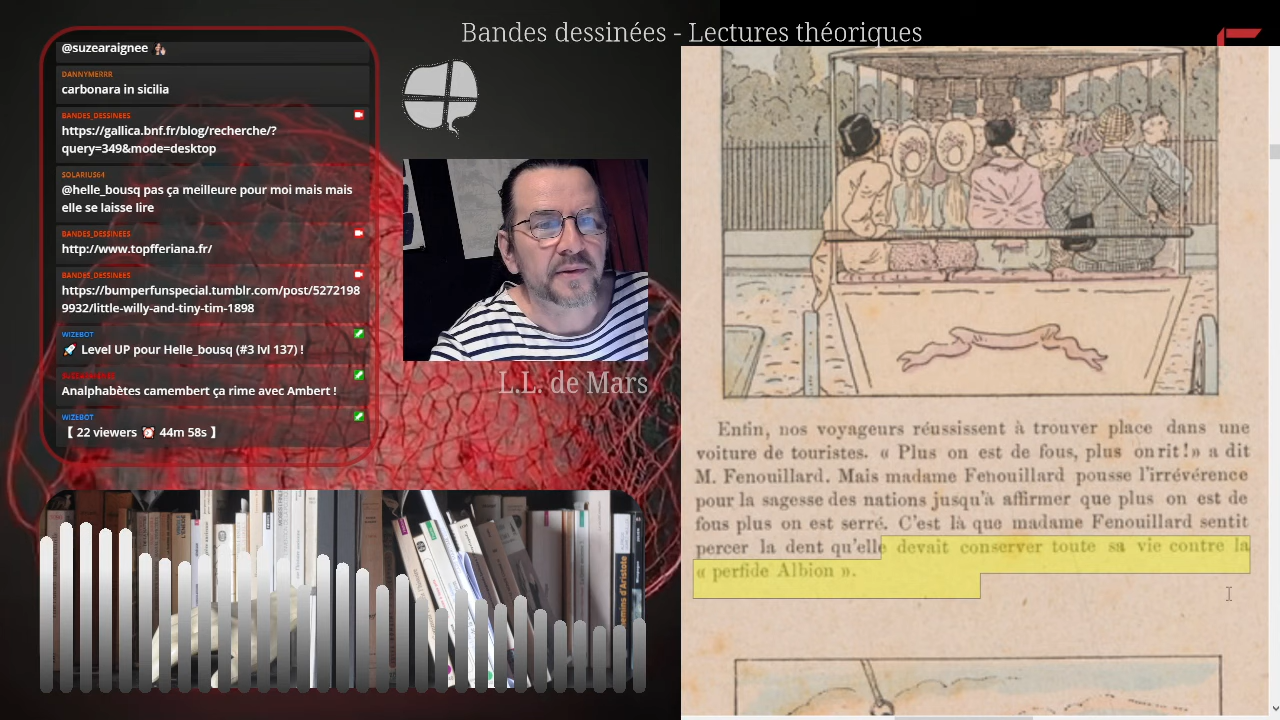 Bandes dessinées - Lectures théoriques
@suzearaignee
DANNYMERRR
carbonara in sicilia
BANDES_DESSINEES
https://gallica.bnf.fr/blog/recherche/?
query=349&mode=desktop
SOLARIUS64
@helle_bousq pas ça meilleure pour moi mais mais
elle se laisse lire
BANDES_DESSINEES
http://www.topfferiana.fr/
BANDES_DESSINEES
https://bumperfunspecial.tumblr.com/post/5272198
9932/little-willy-and-tiny-tim-1898
WIZEBOT
🚀 Level UP pour Helle_bousq (#3 lvl 137) !
Analphabètes camembert ça rime avec Ambert !
WIZEBOT
【 22 viewers ⏰ 44m 58s 】
L.L. de Mars
Enfin, nos voyageurs réussissent à trouver place dans une
voiture de touristes. « Plus on est de fous, plus on rit!» a dit
M. Fenouillard. Mais madame Fenouillard pousse l'irrévérence
pour la sagesse des nations jusqu'à affirmer que plus on est de
fous plus on est serré. C'est là que madame Fenouillard sentit
percer la dent qu'elle devait conserver toute sa vie contre la
« perfide Albion ».